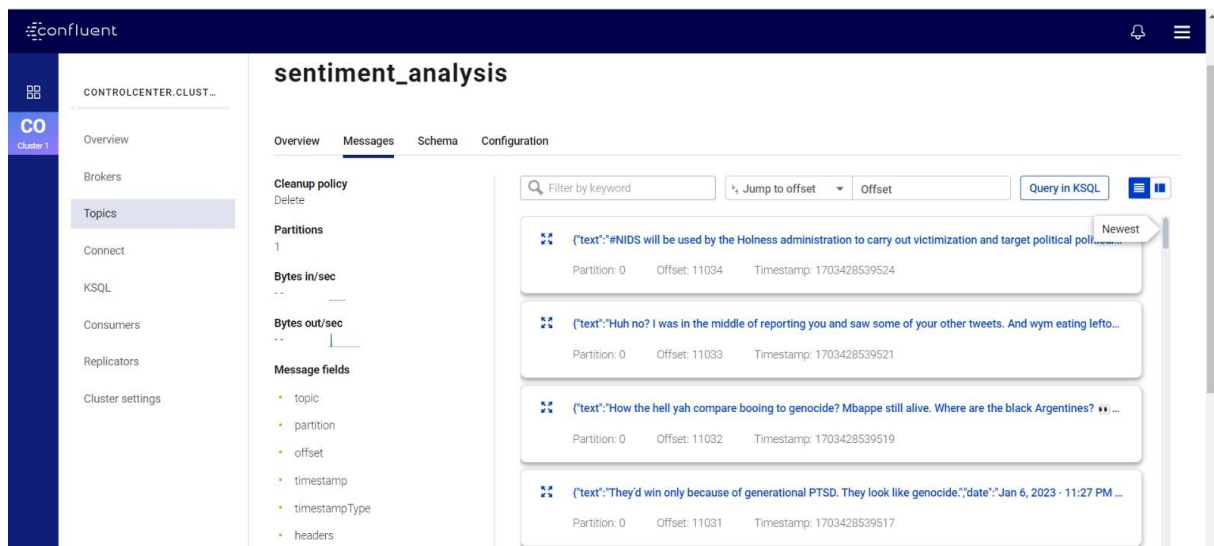 confluent
sentiment_analysis
CONTROLCENTER.CLUST...
CO
Cluster 1
Overview
Brokers
Topics
Connect
KSQL
Consumers
Replicators
Cluster settings
Overview Messages Schema Configuration
Cleanup policy
Delete
Partitions
1
Bytes in/sec
--
Bytes out/sec
--
Message fields
• topic
• partition
• offset
• timestamp
• timestampType
• headers
Filter by keyword
Jump to offset
Offset
Query in KSQL
Newest
{"text":"#NIDS will be used by the Holness administration to carry out victimization and target political
Partition: 0 Offset: 11034 Timestamp: 1703428539524
{"text":"Huh no? I was in the middle of reporting you and saw some of your other tweets. And wym eating lefto...
Partition: 0 Offset: 11033 Timestamp: 1703428539521
{"text":"How the hell yah compare booing to genocide? Mbappe still alive. Where are the black Argentines? 👀 ...
Partition: 0 Offset: 11032 Timestamp: 1703428539519
{"text":"They'd win only because of generational PTSD. They look like genocide.","date":"Jan 6, 2023 · 11:27 PM ...
Partition: 0 Offset: 11031 Timestamp: 1703428539517